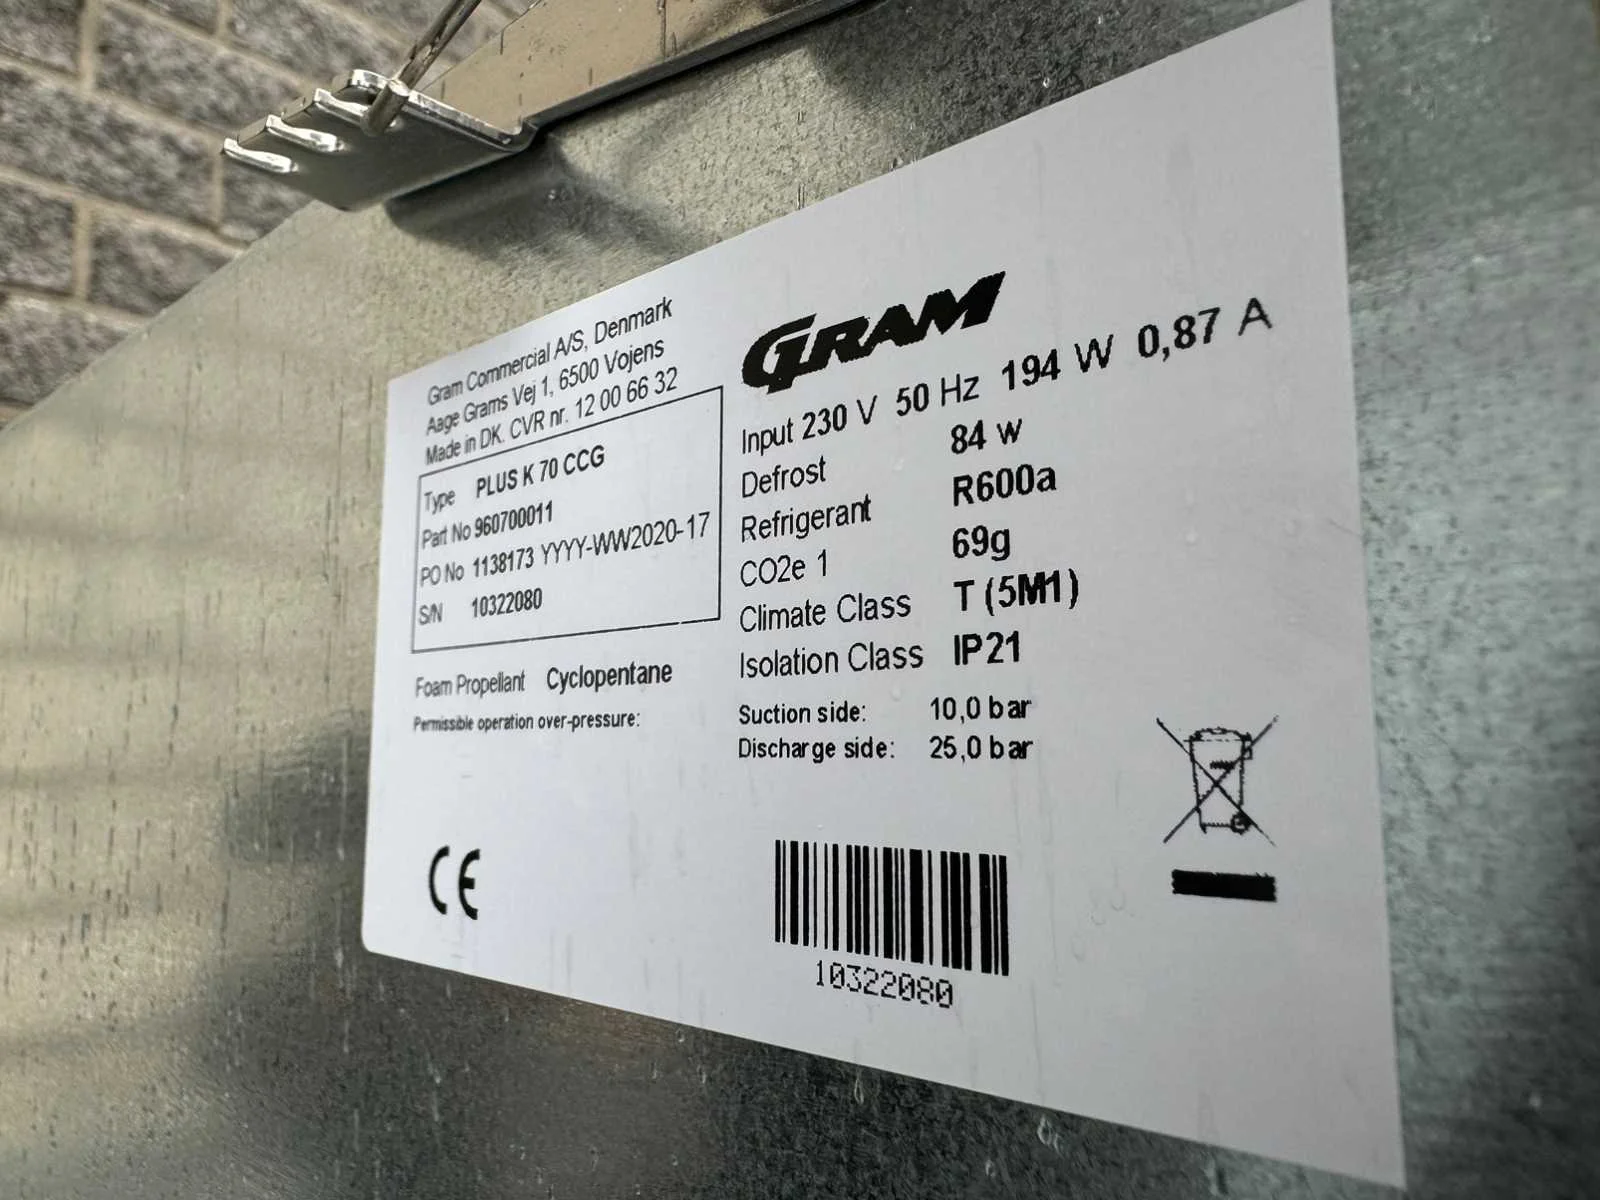 Gram Commercial A/S, Denmark
Aage Grams Vej 1, 6500 Vojens
Made in DK. CVR nr. 12 00 66 32
Type PLUS K 70 CCG
Part No 960700011
PO No 1138173 YYYY-WW2020-17
S/N 10322080
Foam Propellant Cyclopentane
Permissible operation over-pressure:
CE
GRAM
Input 230 V 50 Hz 194 W 0,87 A
Defrost 84 w
Refrigerant R600a
CO2e 1 69g
Climate Class T (5M1)
Isolation Class IP21
Suction side: 10,0 bar
Discharge side: 25,0 bar
10322080